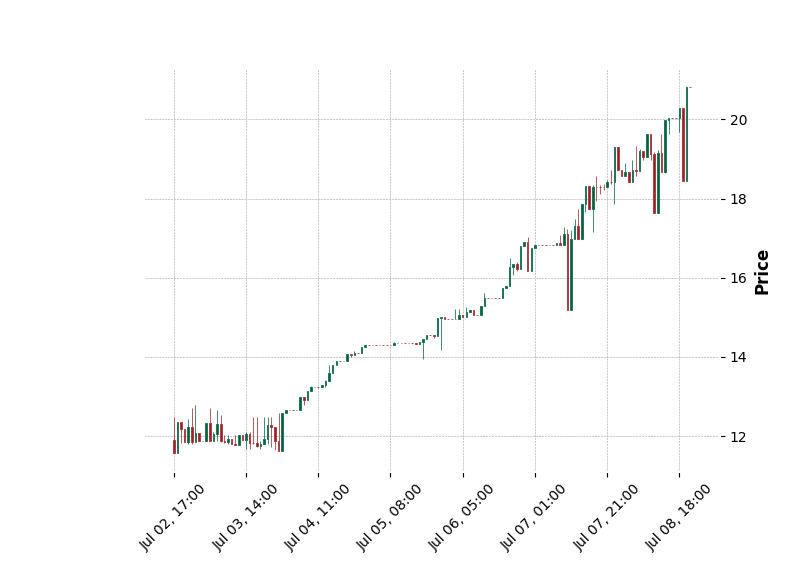 20
18
16
14
12
Price
Jul 02, 17:00
Jul 03, 14:00
Jul 04, 11:00
Jul 05, 08:00
Jul 06, 05:00
Jul 07, 01:00
Jul 07, 21:00
Jul 08, 18:00